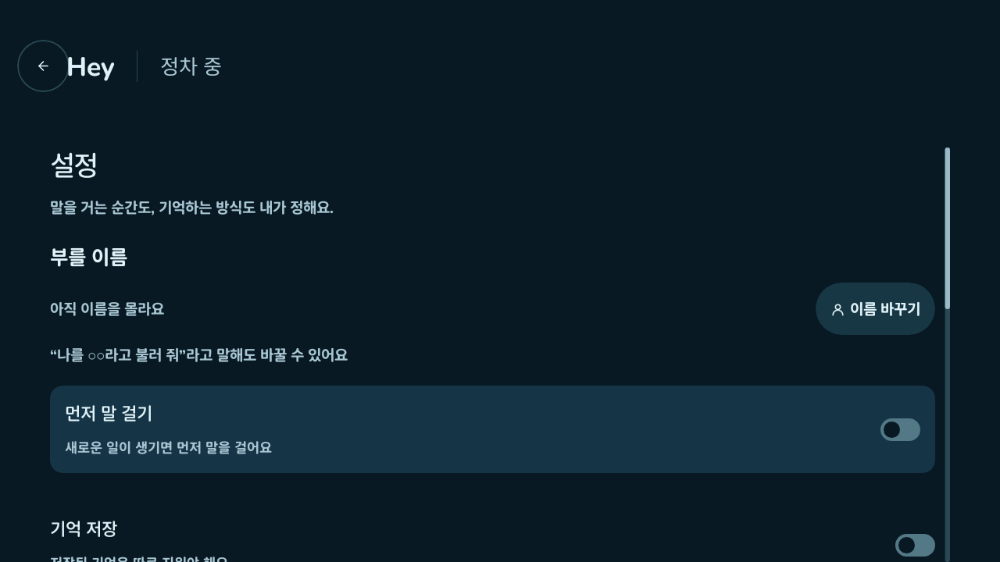 Hey
정차 중
설정
말을 거는 순간도, 기억하는 방식도 내가 정해요.
부를 이름
아직 이름을 몰라요
이름 바꾸기
“나를 ○○라고 불러 줘”라고 말해도 바꿀 수 있어요
먼저 말 걸기
새로운 일이 생기면 먼저 말을 걸어요
기억 저장